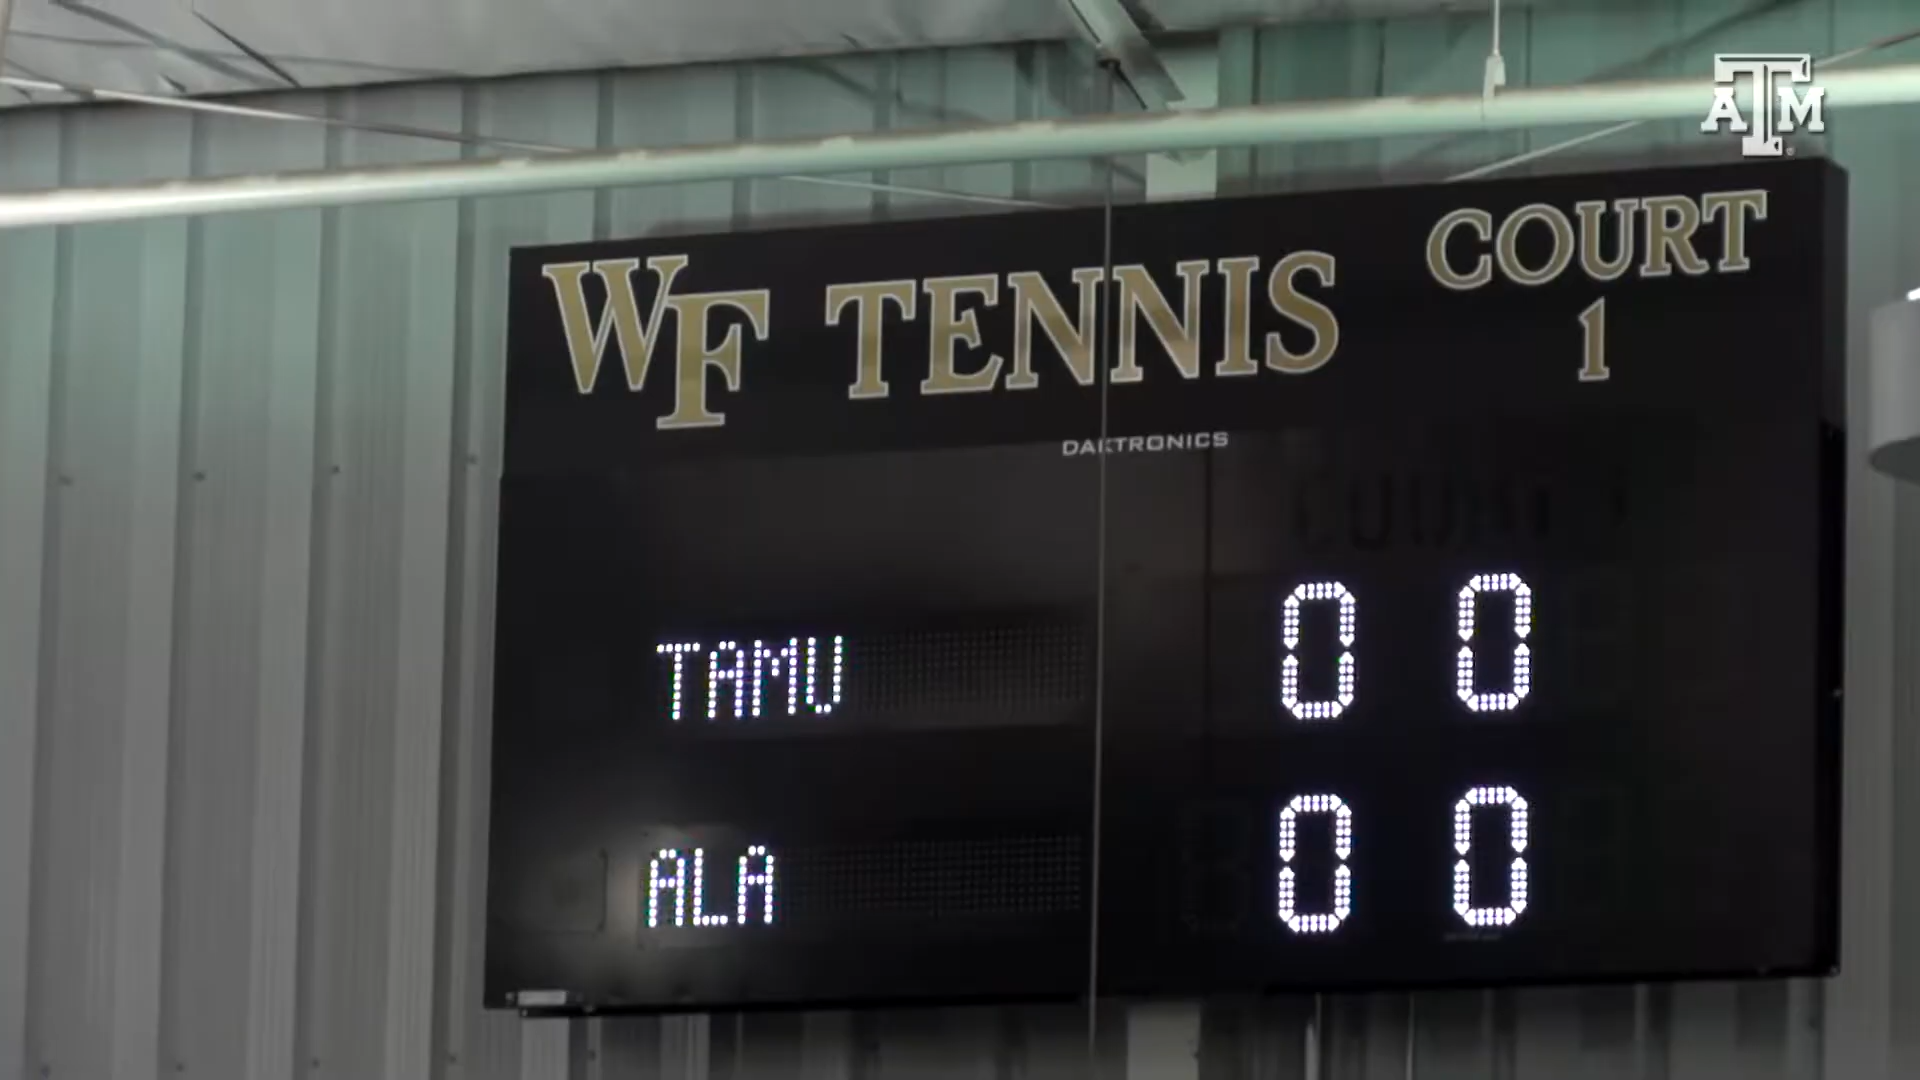 ATM
WF TENNIS COURT
1
DAKTRONICS
TAMU 0 0
ALA 0 0